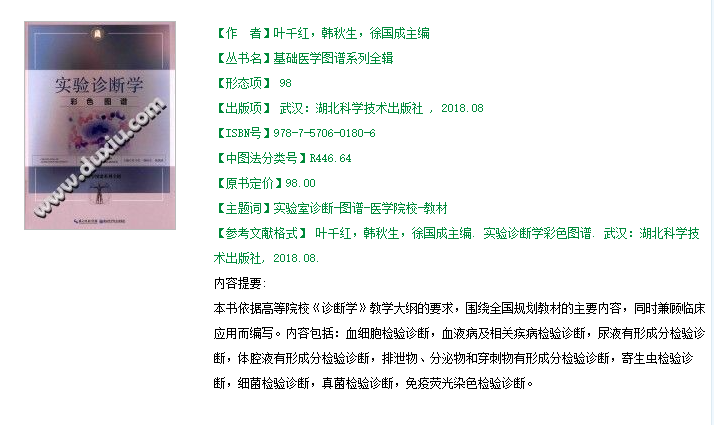 实验诊断学
彩色图谱
www.duxiu.com
【作　者】叶千红，韩秋生，徐国成主编
【丛书名】基础医学图谱系列全辑
【形态项】 98
【出版项】 武汉：湖北科学技术出版社 , 2018.08
【ISBN号】978-7-5706-0180-6
【中图法分类号】R446.64
【原书定价】98.00
【主题词】实验室诊断-图谱-医学院校-教材
【参考文献格式】 叶千红，韩秋生，徐国成主编. 实验诊断学彩色图谱. 武汉：湖北科学技
术出版社, 2018.08.
内容提要:
本书依据高等院校《诊断学》教学大纲的要求，围绕全国规划教材的主要内容，同时兼顾临床
应用而编写。内容包括：血细胞检验诊断，血液病及相关疾病检验诊断，尿液有形成分检验诊
断，体腔液有形成分检验诊断，排泄物、分泌物和穿刺物有形成分检验诊断，寄生虫检验诊
断，细菌检验诊断，真菌检验诊断，免疫荧光染色检验诊断。